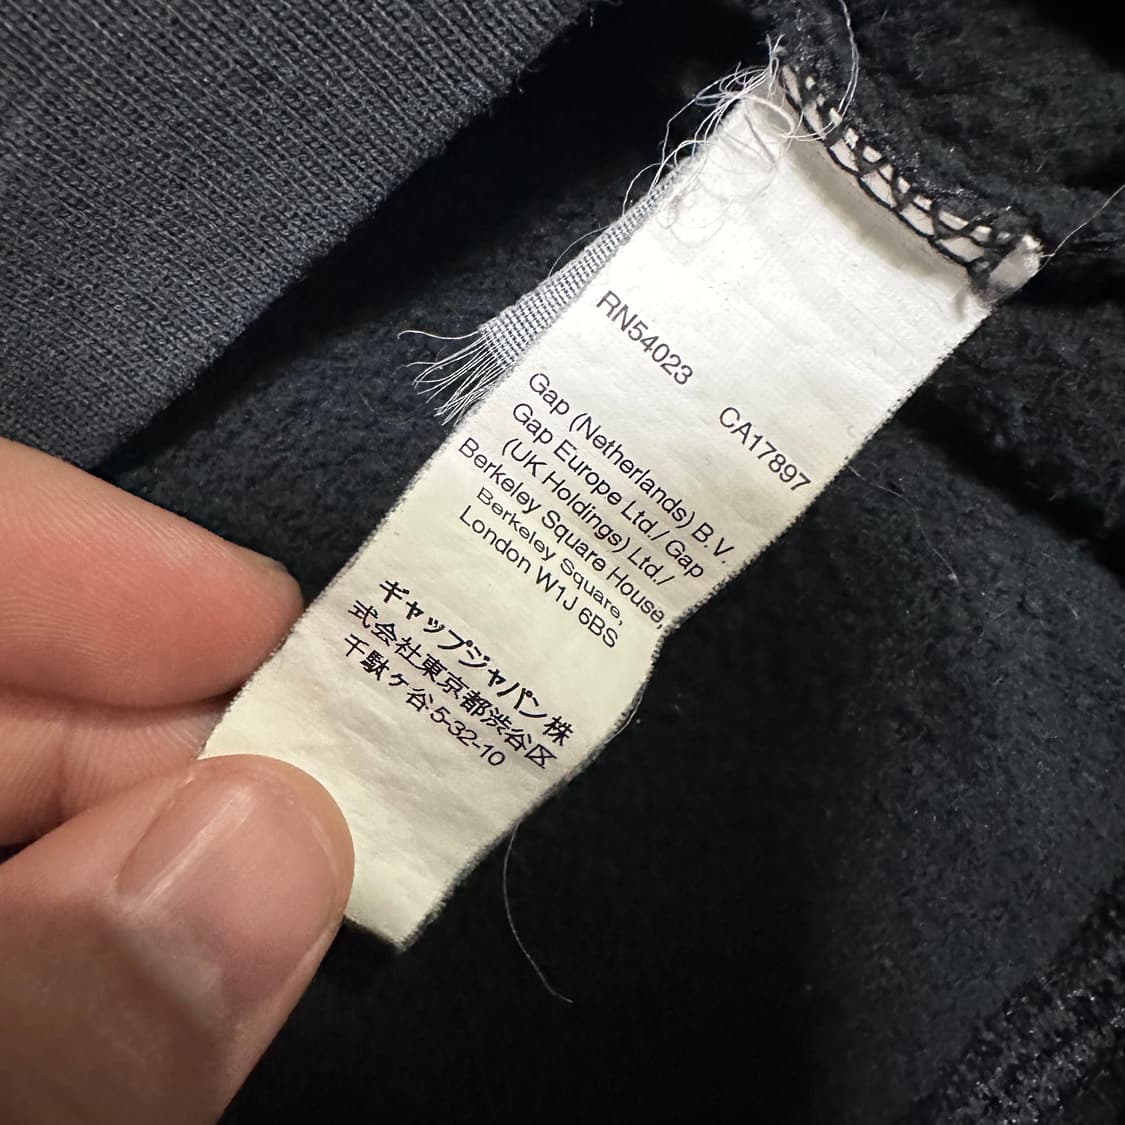 RN54023 CA17897
Gap (Netherlands) B.V.
Gap Europe Ltd./ Gap
(UK Holdings) Ltd./
Berkeley Square House,
Berkeley Square,
London W1J 6BS
ギャップジャパン株
式会社東京都渋谷区
千駄ヶ谷5-32-10